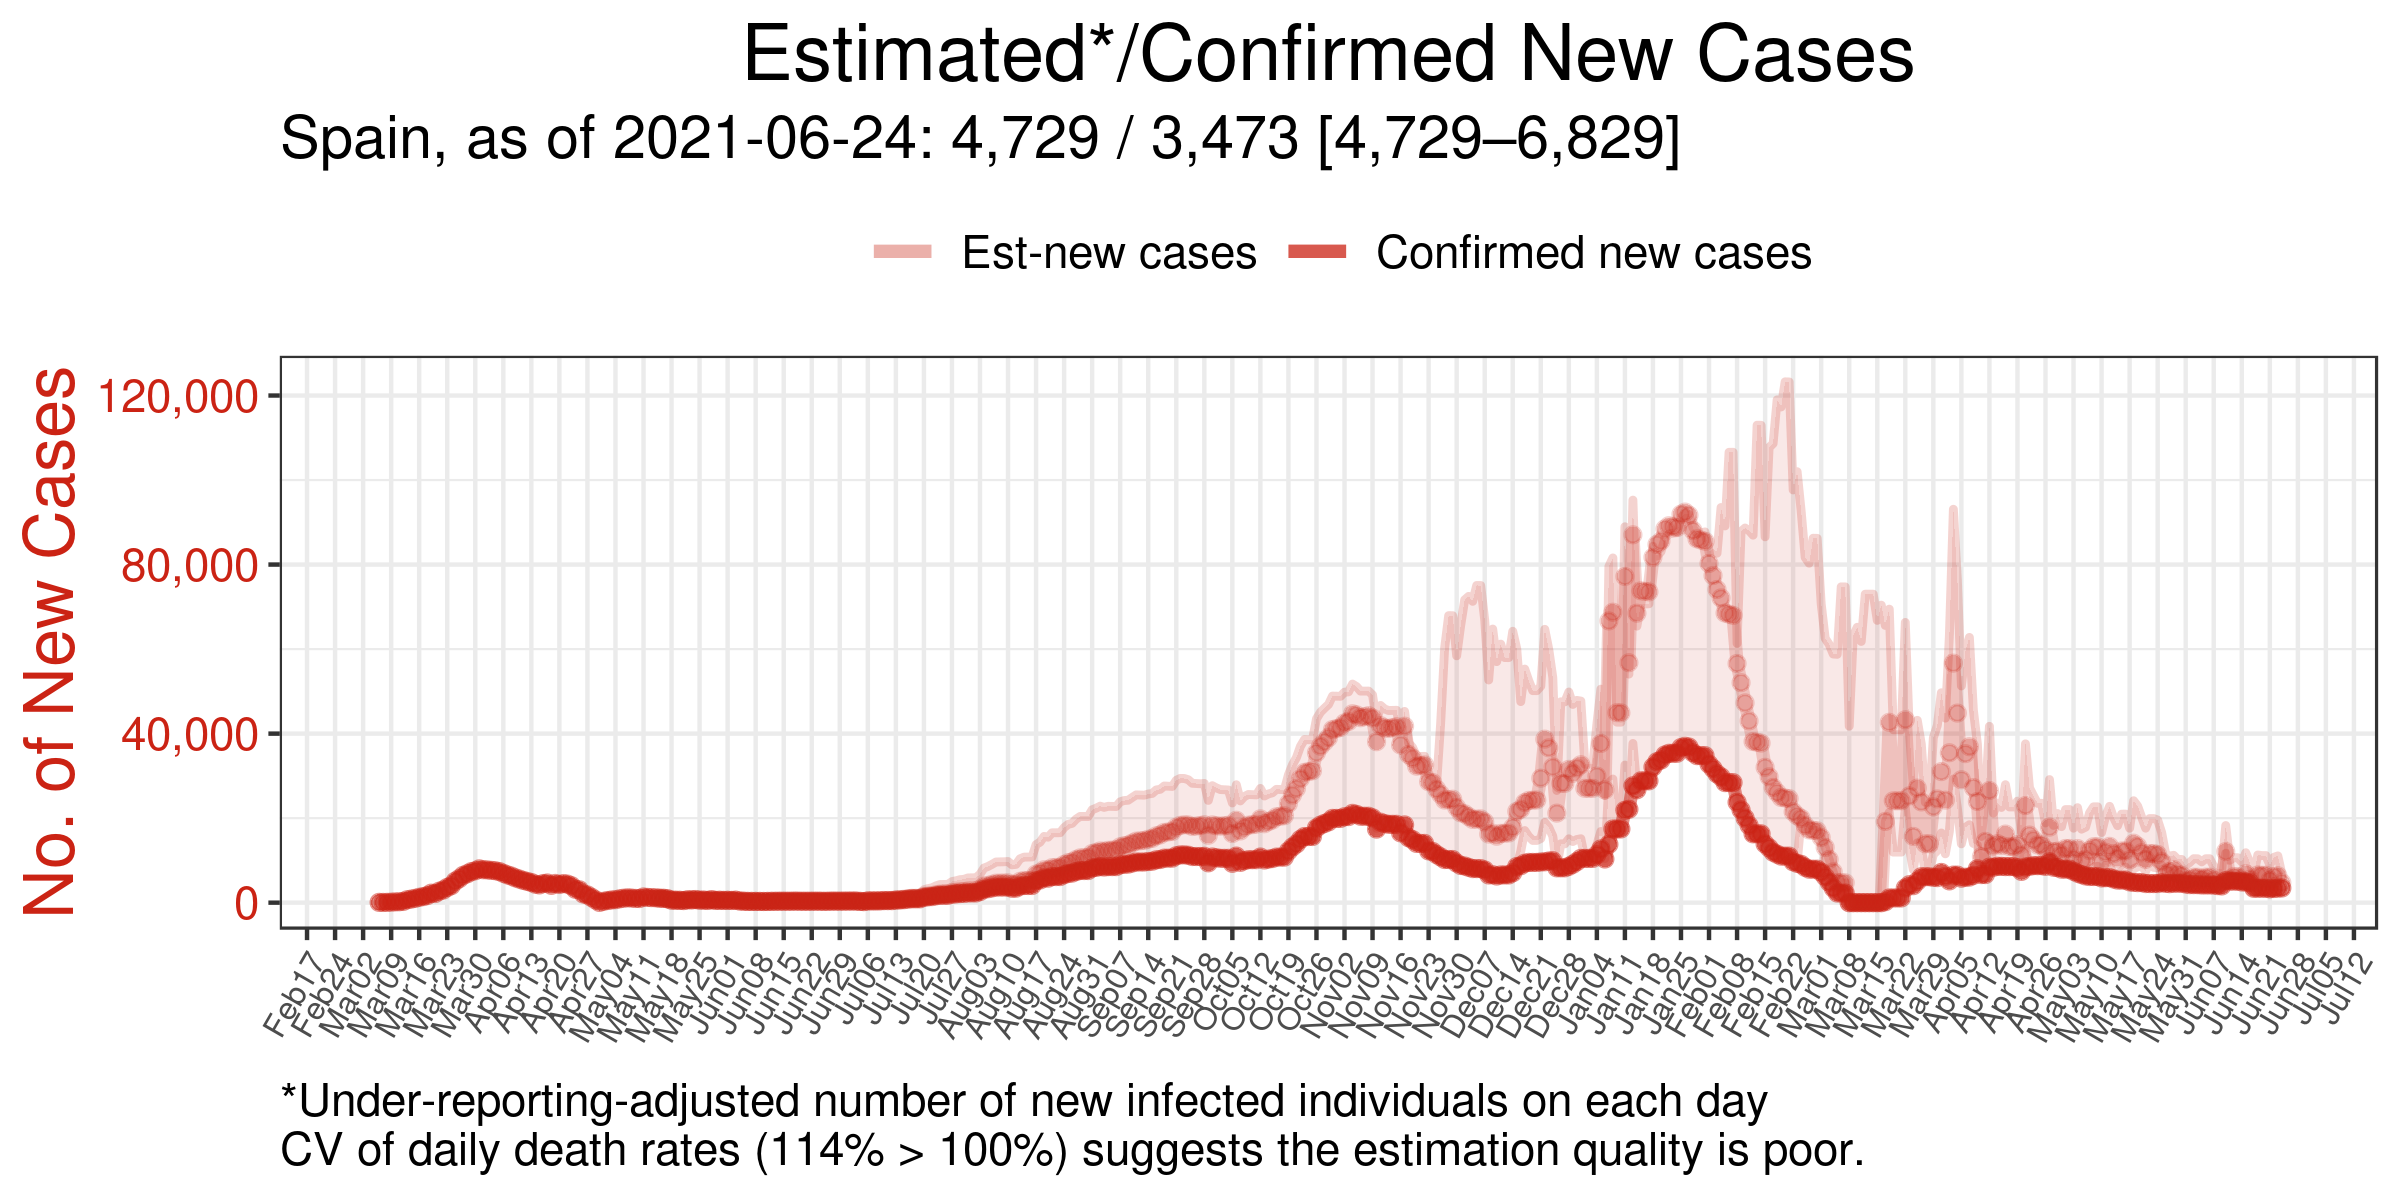 Estimated*/Confirmed New Cases
Spain, as of 2021-06-24: 4,729 / 3,473 [4,729–6,829]
Est-new cases
Confirmed new cases
No. of New Cases
120,000
80,000
40,000
0
Feb17
Feb24
Mar02
Mar09
Mar16
Mar23
Mar30
Apr06
Apr13
Apr20
Apr27
May04
May11
May18
May25
Jun01
Jun08
Jun15
Jun22
Jun29
Jul06
Jul13
Jul20
Jul27
Aug03
Aug10
Aug17
Aug24
Aug31
Sep07
Sep14
Sep21
Sep28
Oct05
Oct12
Oct19
Oct26
Nov02
Nov09
Nov16
Nov23
Nov30
Dec07
Dec14
Dec21
Dec28
Jan04
Jan11
Jan18
Jan25
Feb01
Feb08
Feb15
Feb22
Mar01
Mar08
Mar15
Mar22
Mar29
Apr05
Apr12
Apr19
Apr26
May03
May10
May17
May24
May31
Jun07
Jun14
Jun21
Jun28
Jul05
Jul12
*Under-reporting-adjusted number of new infected individuals on each day
CV of daily death rates (114% > 100%) suggests the estimation quality is poor.